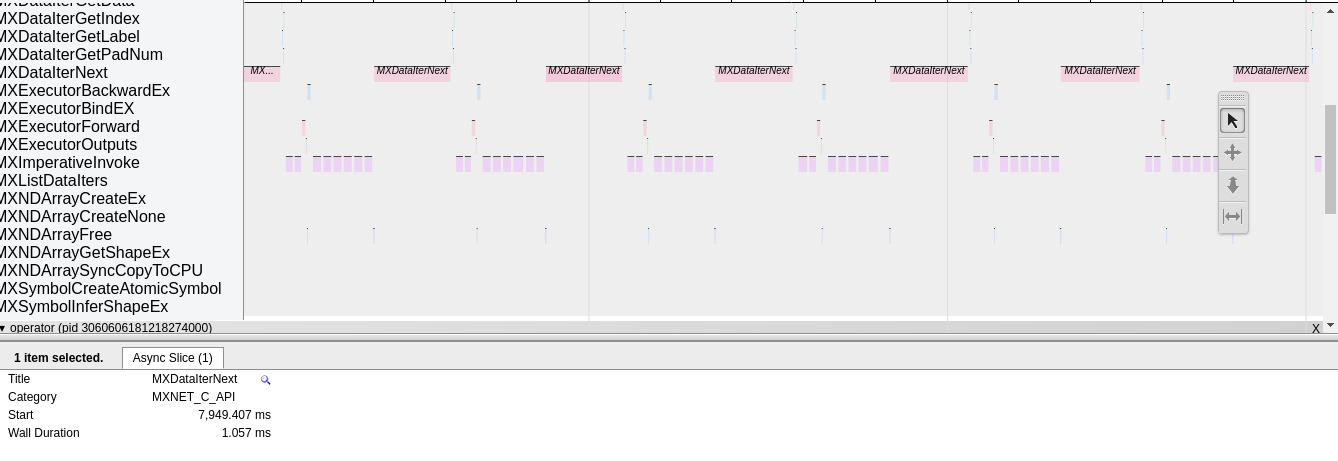 MXDataIterGetData
MXDataIterGetIndex
MXDataIterGetLabel
MXDataIterGetPadNum
MXDataIterNext
MX... MXDataIterNext MXDataIterNext MXDataIterNext MXDataIterNext MXDataIterNext MXDataIterNext
MXExecutorBackwardEx
MXExecutorBindEX
MXExecutorForward
MXExecutorOutputs
MXImperativeInvoke
MXListDataIters
MXNDArrayCreateEx
MXNDArrayCreateNone
MXNDArrayFree
MXNDArrayGetShapeEx
MXNDArraySyncCopyToCPU
MXSymbolCreateAtomicSymbol
MXSymbolInferShapeEx
operator (pid 3060606181218274000) X
1 item selected. Async Slice (1)
Title MXDataIterNext
Category MXNET_C_API
Start 7,949.407 ms
Wall Duration 1.057 ms